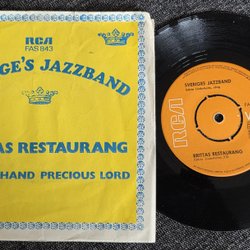 RCA
FAS 843
GE'S JAZZBAND
AS RESTAURANG
HAND PRECIOUS LORD
RCA
SVERIGES JAZZBAND
BRITTAS RESTAURANG